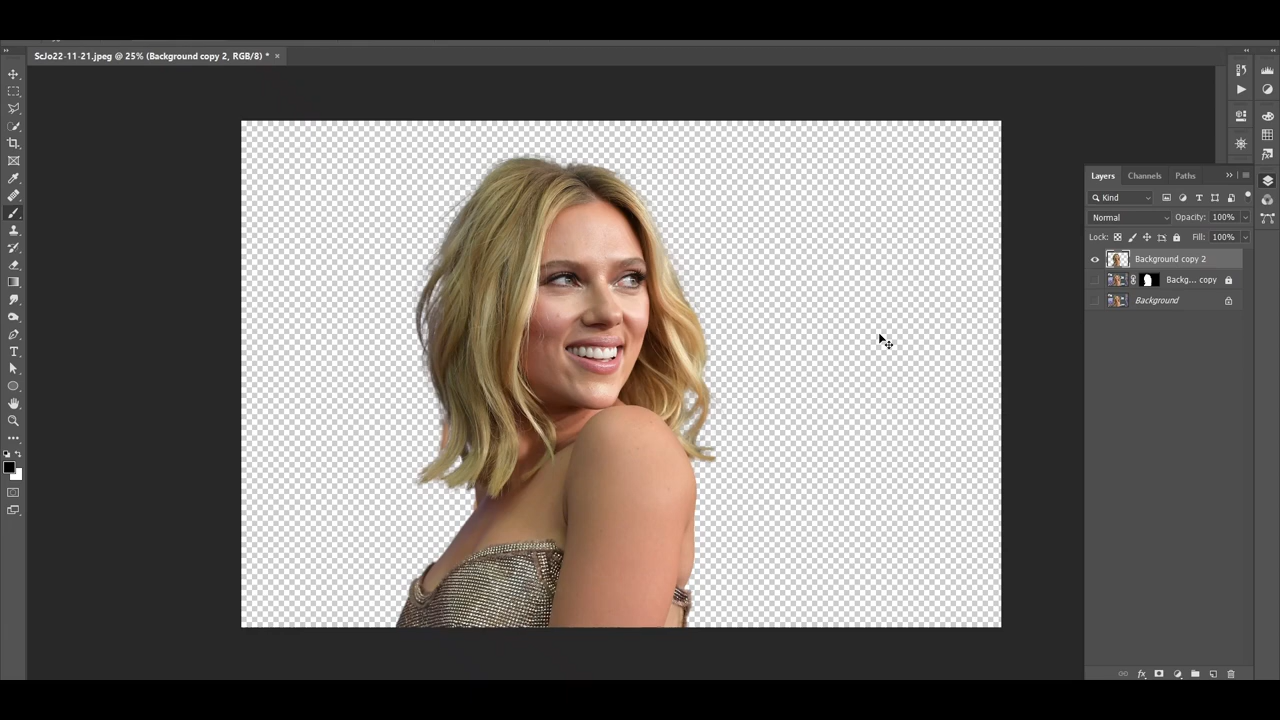 ScJo22-11-21.jpeg @ 25% (Background copy 2, RGB/8) * ×
Layers Channels Paths
Kind
Normal Opacity: 100%
Lock: Fill: 100%
Background copy 2
Backg... copy
Background